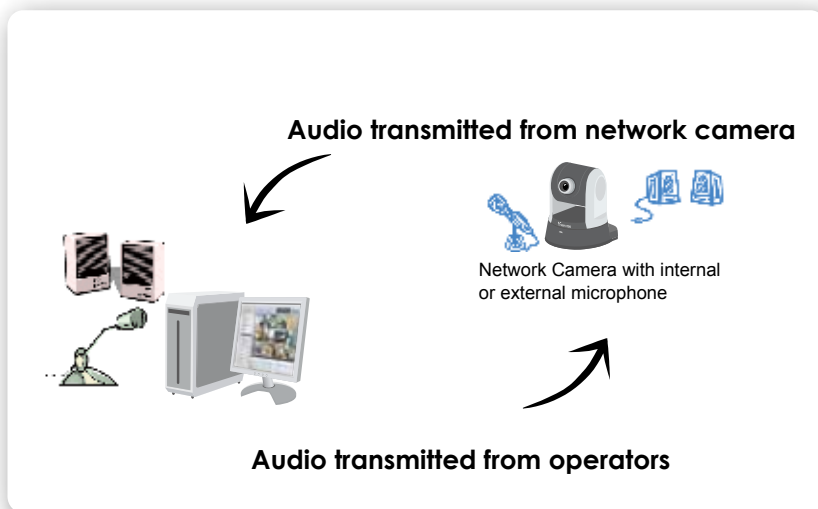 Audio transmitted from network camera
Network Camera with internal
or external microphone
Audio transmitted from operators